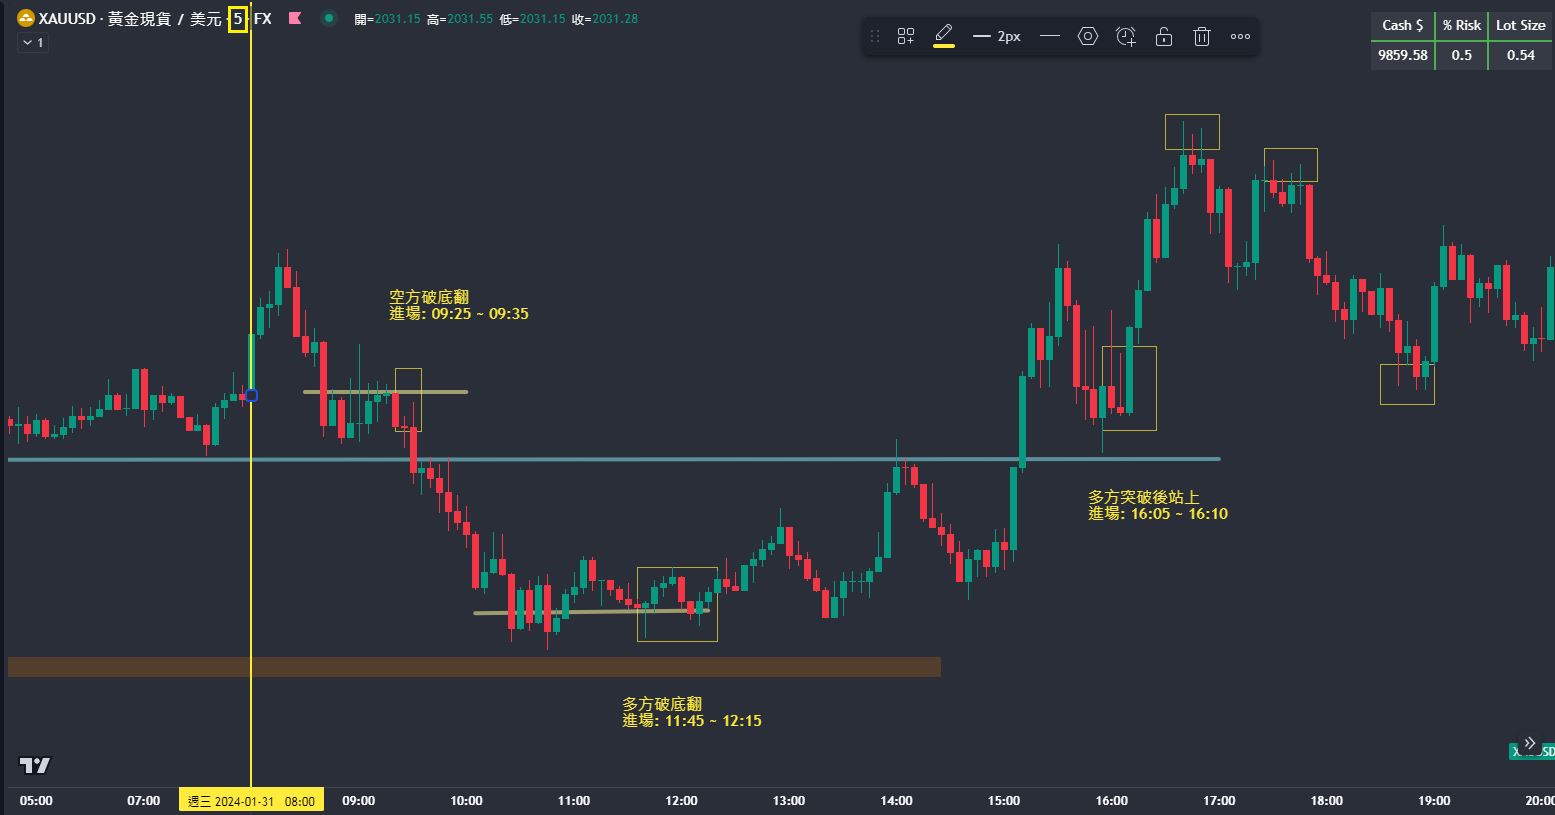 XAUUSD · 黃金現貨 / 美元 · 5 · FX 開=2031.15 高=2031.55 低=2031.15 收=2031.28
1
2px
Cash $ % Risk Lot Size
9859.58 0.5 0.54
空方破底翻
進場: 09:25 ~ 09:35
多方突破後站上
進場: 16:05 ~ 16:10
多方破底翻
進場: 11:45 ~ 12:15
05:00 07:00 週三 2024-01-31 08:00 09:00 10:00 11:00 12:00 13:00 14:00 15:00 16:00 17:00 18:00 19:00 20:00